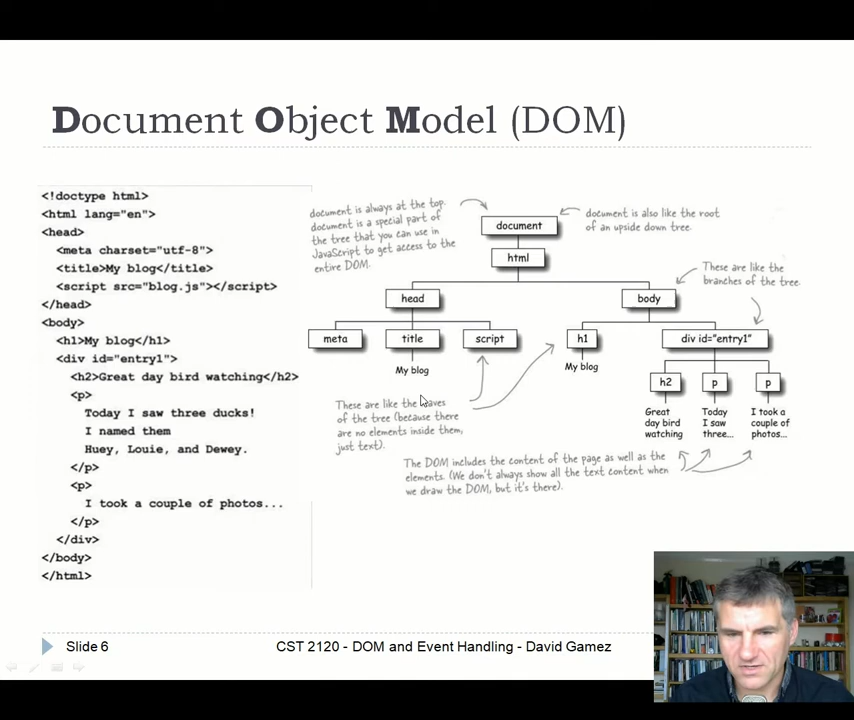 Document Object Model (DOM)
<!doctype html>
<html lang="en">
<head>
<meta charset="utf-8">
<title>My blog</title>
<script src="blog.js"></script>
</head>
<body>
<h1>My blog</h1>
<div id="entry1">
<h2>Great day bird watching</h2>
<p>
Today I saw three ducks!
I named them
Huey, Louie, and Dewey.
</p>
<p>
I took a couple of photos...
</p>
</div>
</body>
</html>
document is always at the top.
document is a special part of
the tree that you can use in
JavaScript to get access to the
entire DOM.
document
document is also like the root
of an upside down tree.
html
These are like the
branches of the tree
head
body
meta
title
script
h1
div id="entry1"
My blog
My blog
h2
p
p
Great
day bird
watching
Today
I saw
three...
I took a
couple of
photos...
These are like the leaves
of the tree (because there
are no elements inside them,
just text).
The DOM includes the content of the page as well as the
elements. (We don't always show all the text content when
we draw the DOM, but it's there).
Slide 6
CST 2120 - DOM and Event Handling - David Gamez